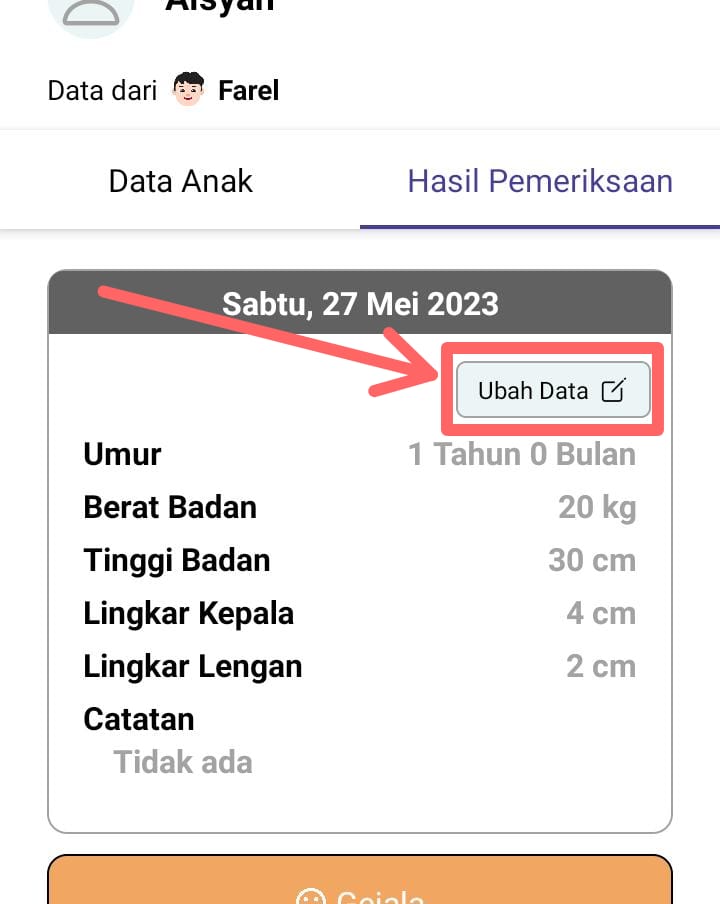 Aisyah
Data dari Farel
Data Anak
Hasil Pemeriksaan
Sabtu, 27 Mei 2023
Ubah Data
Umur 1 Tahun 0 Bulan
Berat Badan 20 kg
Tinggi Badan 30 cm
Lingkar Kepala 4 cm
Lingkar Lengan 2 cm
Catatan
Tidak ada
Gejala